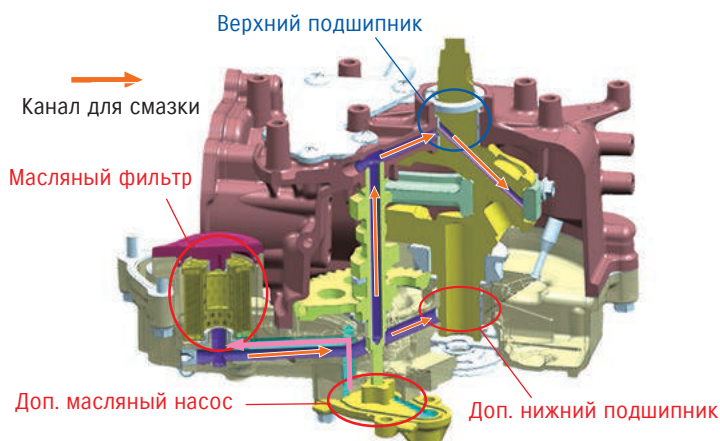 Верхний подшипник
Канал для смазки
Масляный фильтр
Доп. масляный насос
Доп. нижний подшипник